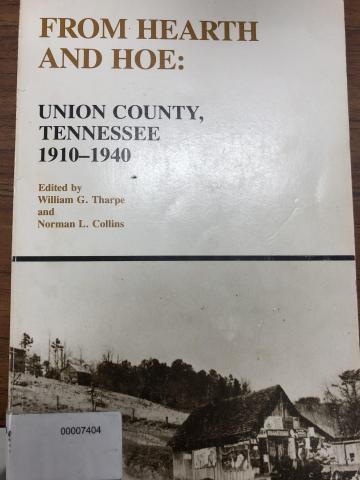 FROM HEARTH
AND HOE:
UNION COUNTY,
TENNESSEE
1910–1940
Edited by
William G. Tharpe
and
Norman L. Collins
00007404